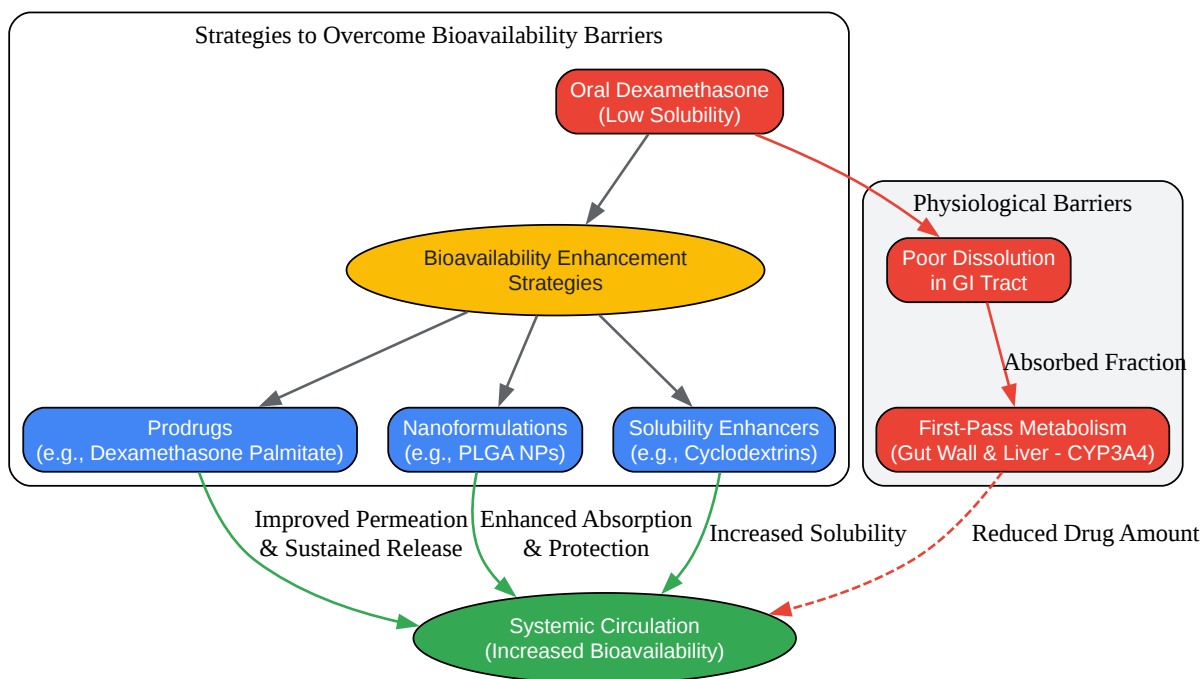 Strategies to Overcome Bioavailability Barriers
Oral Dexamethasone
(Low Solubility)
Physiological Barriers
Bioavailability Enhancement
Strategies
Poor Dissolution
in GI Tract
Absorbed Fraction
Prodrugs
(e.g., Dexamethasone Palmitate)
Nanoformulations
(e.g., PLGA NPs)
Solubility Enhancers
(e.g., Cyclodextrins)
First-Pass Metabolism
(Gut Wall & Liver - CYP3A4)
Improved Permeation
& Sustained Release
Enhanced Absorption
& Protection
Increased Solubility
Reduced Drug Amount
Systemic Circulation
(Increased Bioavailability)